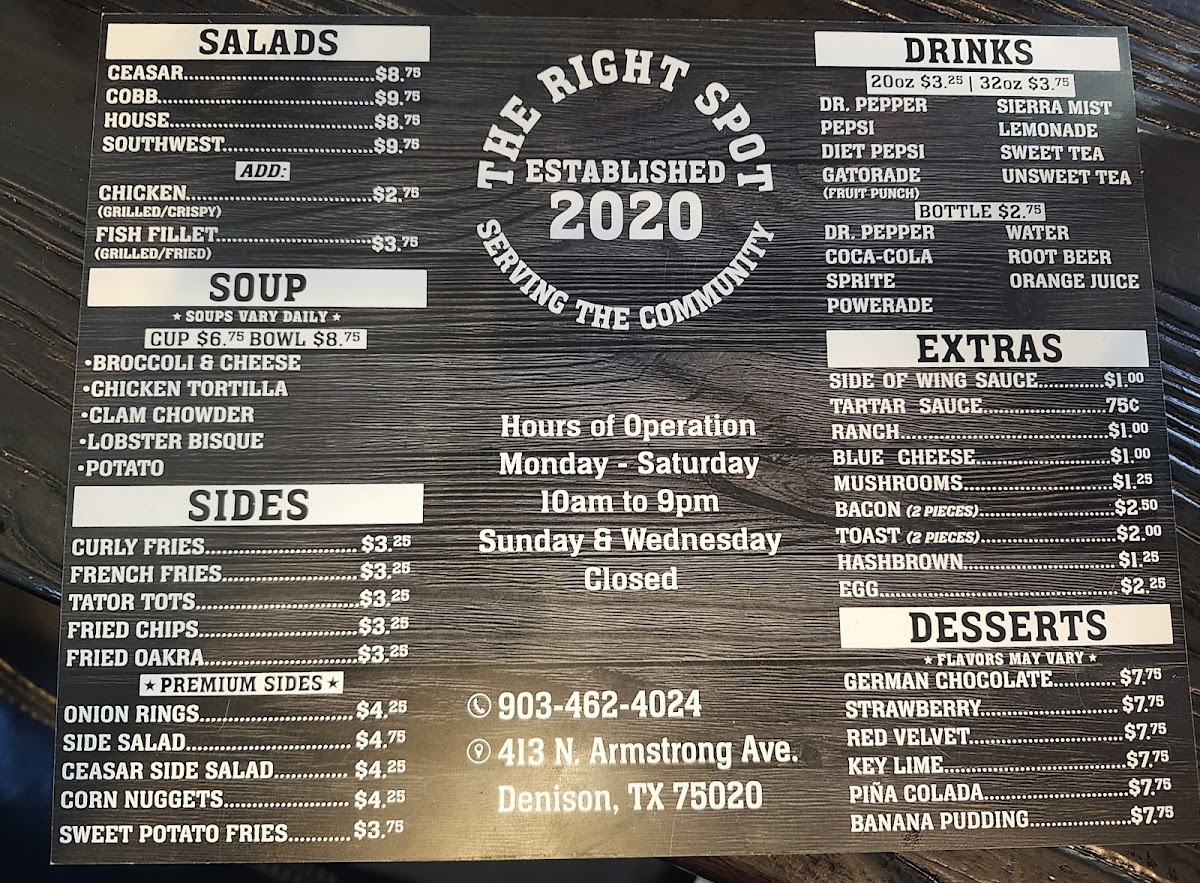 SALADS
CEASAR..............................$8.75
COBB..................................$9.75
HOUSE................................$8.75
SOUTHWEST........................$9.75
ADD:
CHICKEN.............................$2.75
(GRILLED/CRISPY)
FISH FILLET........................$3.75
(GRILLED/FRIED)
SOUP
★ SOUPS VARY DAILY ★
CUP $6.75 BOWL $8.75
•BROCCOLI & CHEESE
•CHICKEN TORTILLA
•CLAM CHOWDER
•LOBSTER BISQUE
•POTATO
SIDES
CURLY FRIES........................ $3.25
FRENCH FRIES......................$3.25
TATOR TOTS..........................$3.25
FRIED CHIPS.........................$3.25
FRIED OAKRA........................$3.25
★ PREMIUM SIDES ★
ONION RINGS........................ $4.25
SIDE SALAD.......................... $4.75
CEASAR SIDE SALAD............ $4.25
CORN NUGGETS.................... $4.25
SWEET POTATO FRIES.......... $3.75
THE RIGHT SPOT
ESTABLISHED
2020
SERVING THE COMMUNITY
Hours of Operation
Monday - Saturday
10am to 9pm
Sunday & Wednesday
Closed
903-462-4024
413 N. Armstrong Ave.
Denison, TX 75020
DRINKS
20oz $3.25 | 32oz $3.75
DR. PEPPER SIERRA MIST
PEPSI LEMONADE
DIET PEPSI SWEET TEA
GATORADE UNSWEET TEA
(FRUIT PUNCH)
BOTTLE $2.75
DR. PEPPER WATER
COCA-COLA ROOT BEER
SPRITE ORANGE JUICE
POWERADE
EXTRAS
SIDE OF WING SAUCE............$1.00
TARTAR SAUCE......................75¢
RANCH.....................................$1.00
BLUE CHEESE........................$1.00
MUSHROOMS..........................$1.25
BACON (2 PIECES)......................$2.50
TOAST (2 PIECES)......................$2.00
HASHBROWN.......................... $1.25
EGG.......................................... $2.25
DESSERTS
★ FLAVORS MAY VARY ★
GERMAN CHOCOLATE........... $7.75
STRAWBERRY......................... $7.75
RED VELVET...........................$7.75
KEY LIME................................$7.75
PIÑA COLADA..........................$7.75
BANANA PUDDING..................$7.75